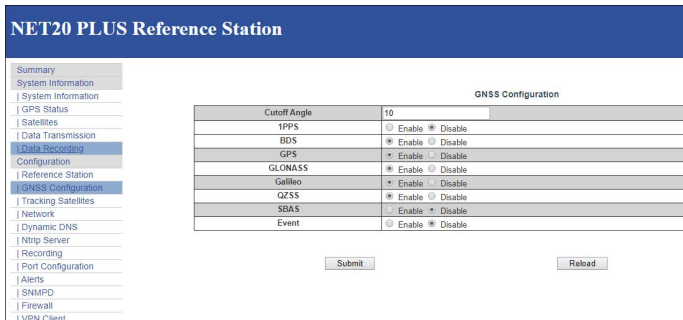 NET20 PLUS Reference Station
Summary
System Information
| System Information
| GPS Status
| Satellites
| Data Transmission
| Data Recording
Configuration
| Reference Station
| GNSS Configuration
| Tracking Satellites
| Network
| Dynamic DNS
| Ntrip Server
| Recording
| Port Configuration
| Alerts
| SNMPD
| Firewall
| VPN Client
GNSS Configuration
Cutoff Angle 10
1PPS Enable Disable
BDS Enable Disable
GPS Enable Disable
GLONASS Enable Disable
Galileo Enable Disable
QZSS Enable Disable
SBAS Enable Disable
Event Enable Disable
Submit Reload